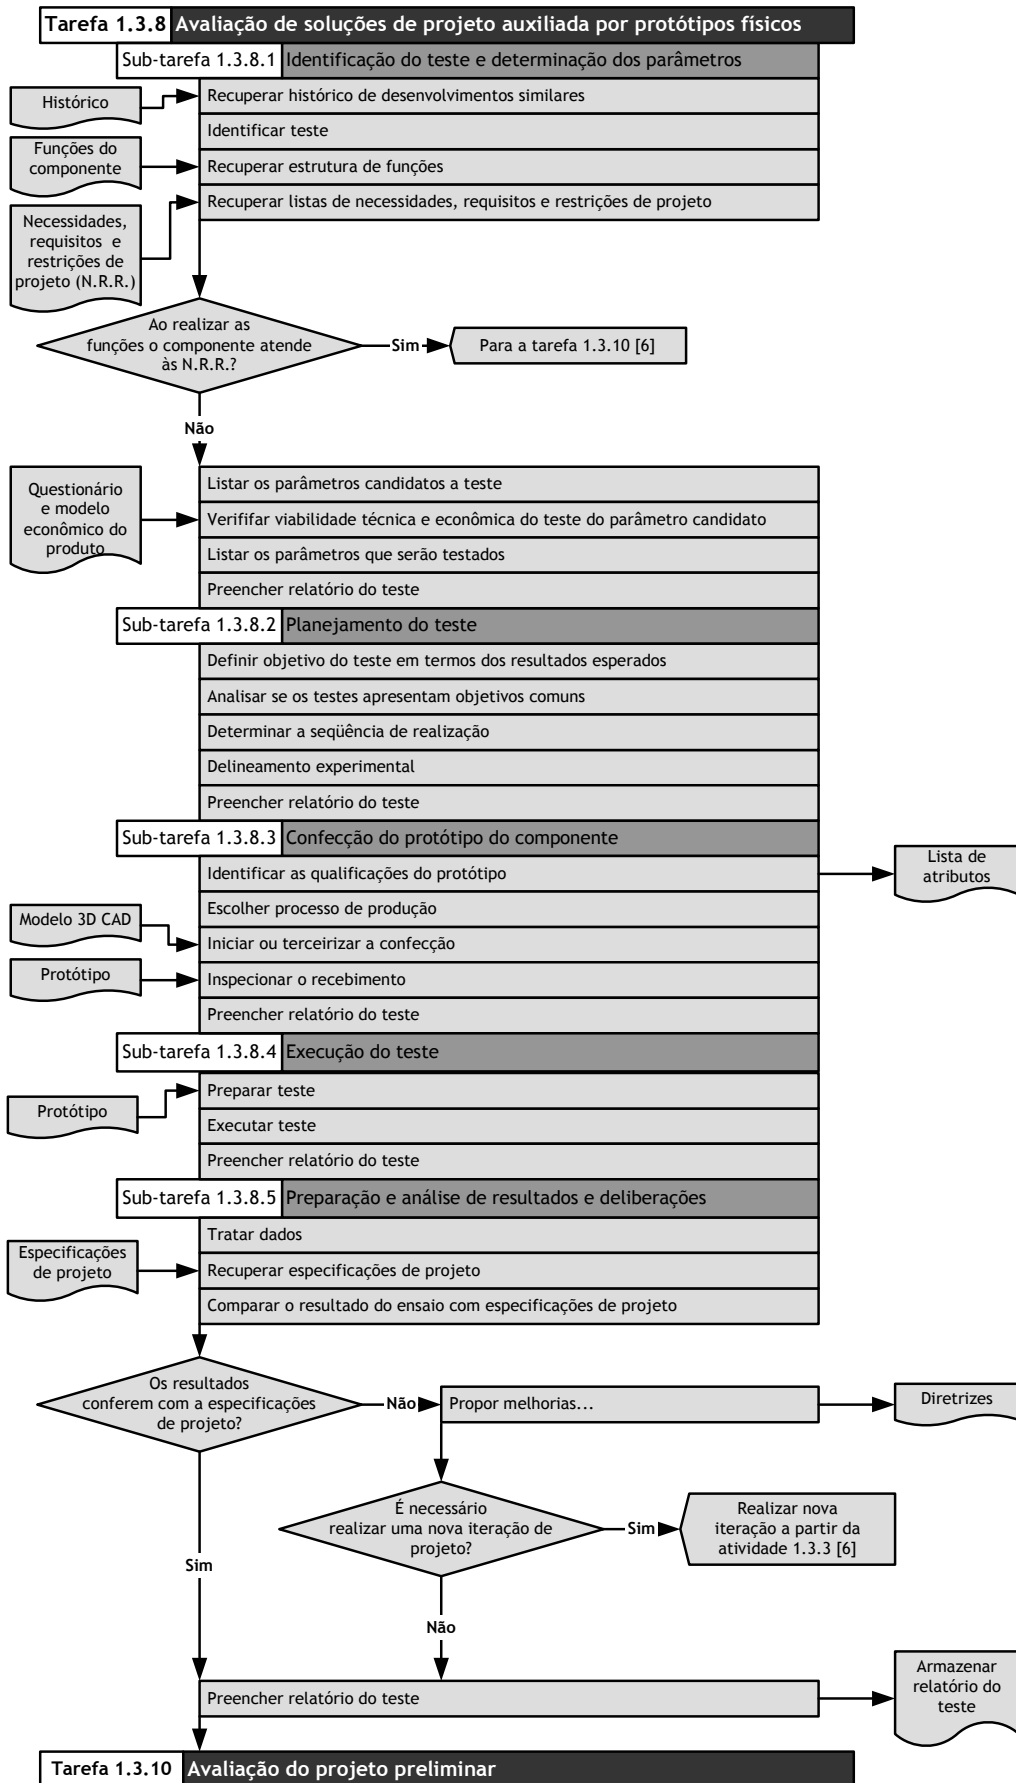 Tarefa 1.3.8 Avaliação de soluções de projeto auxiliada por protótipos físicos
Sub-tarefa 1.3.8.1 Identificação do teste e determinação dos parâmetros
Histórico
Recuperar histórico de desenvolvimentos similares
Identificar teste
Funções do
componente
Recuperar estrutura de funções
Recuperar listas de necessidades, requisitos e restrições de projeto
Necessidades,
requisitos e
restrições de
projeto (N.R.R.)
Ao realizar as
funções o componente atende
às N.R.R.?
Sim
Para a tarefa 1.3.10 [6]
Não
Questionário
e modelo
econômico do
produto
Listar os parâmetros candidatos a teste
Verififar viabilidade técnica e econômica do teste do parâmetro candidato
Listar os parâmetros que serão testados
Preencher relatório do teste
Sub-tarefa 1.3.8.2 Planejamento do teste
Definir objetivo do teste em termos dos resultados esperados
Analisar se os testes apresentam objetivos comuns
Determinar a seqüência de realização
Delineamento experimental
Preencher relatório do teste
Sub-tarefa 1.3.8.3 Confecção do protótipo do componente
Identificar as qualificações do protótipo
Lista de
atributos
Escolher processo de produção
Modelo 3D CAD
Iniciar ou terceirizar a confecção
Protótipo
Inspecionar o recebimento
Preencher relatório do teste
Sub-tarefa 1.3.8.4 Execução do teste
Preparar teste
Protótipo
Executar teste
Preencher relatório do teste
Sub-tarefa 1.3.8.5 Preparação e análise de resultados e deliberações
Tratar dados
Especificações
de projeto
Recuperar especificações de projeto
Comparar o resultado do ensaio com especificações de projeto
Os resultados
conferem com a especificações
de projeto?
Não
Propor melhorias...
Diretrizes
É necessário
realizar uma nova iteração de
projeto?
Sim
Realizar nova
iteração a partir da
atividade 1.3.3 [6]
Sim
Não
Preencher relatório do teste
Armazenar
relatório do
teste
Tarefa 1.3.10 Avaliação do projeto preliminar